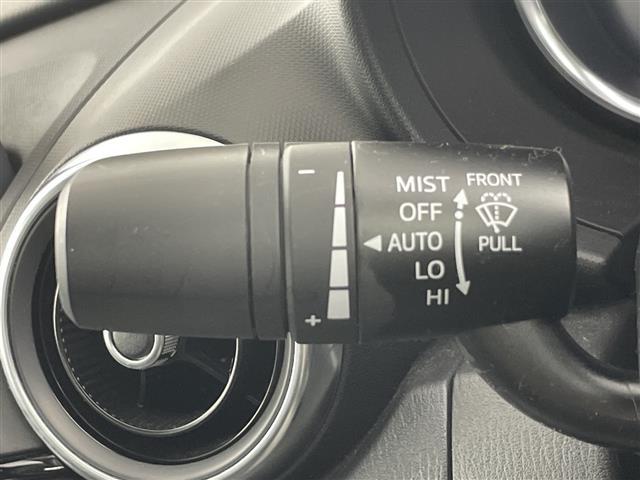 MIST FRONT
OFF
AUTO PULL
LO
HI
-
+